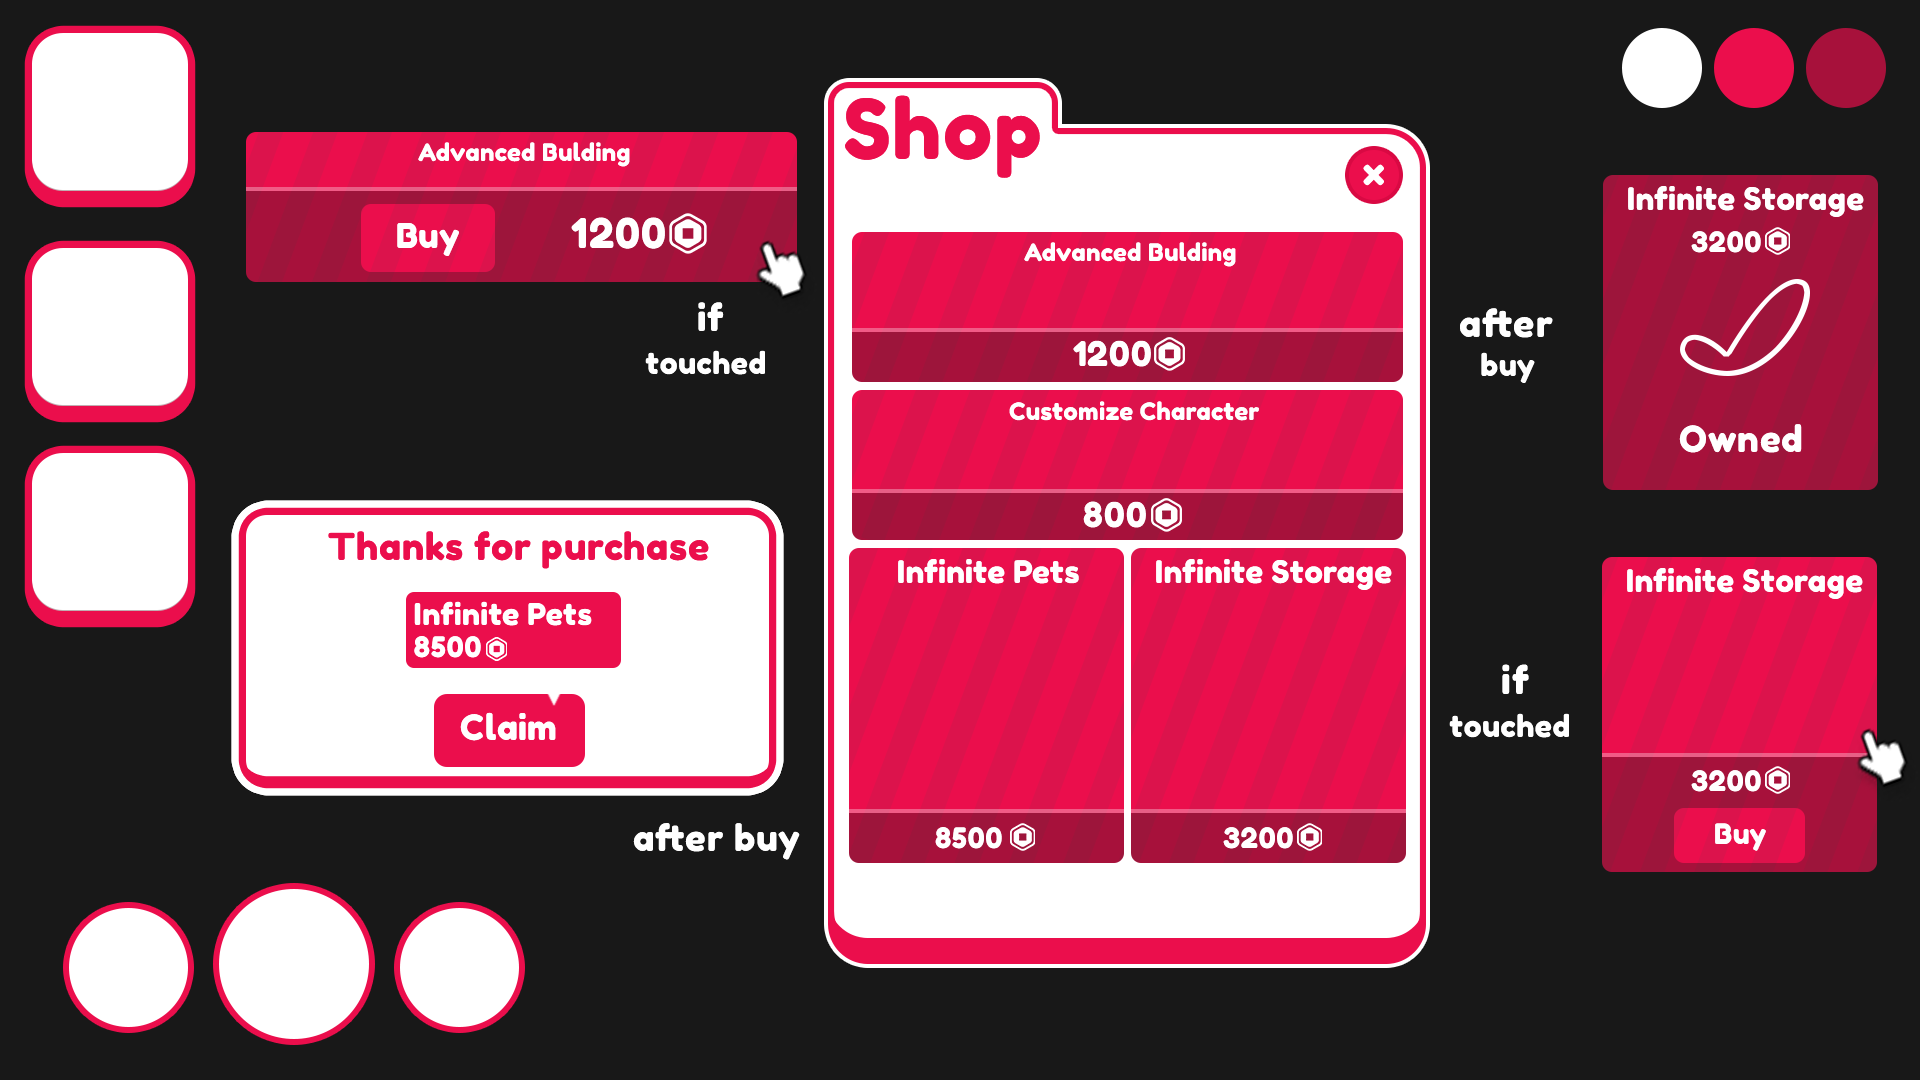 Advanced Bulding
Buy
1200
if
touched
Thanks for purchase
Infinite Pets
8500
Claim
after buy
Shop
Advanced Bulding
1200
Customize Character
800
Infinite Pets
8500
Infinite Storage
3200
after
buy
Infinite Storage
3200
Owned
if
touched
Infinite Storage
3200
Buy